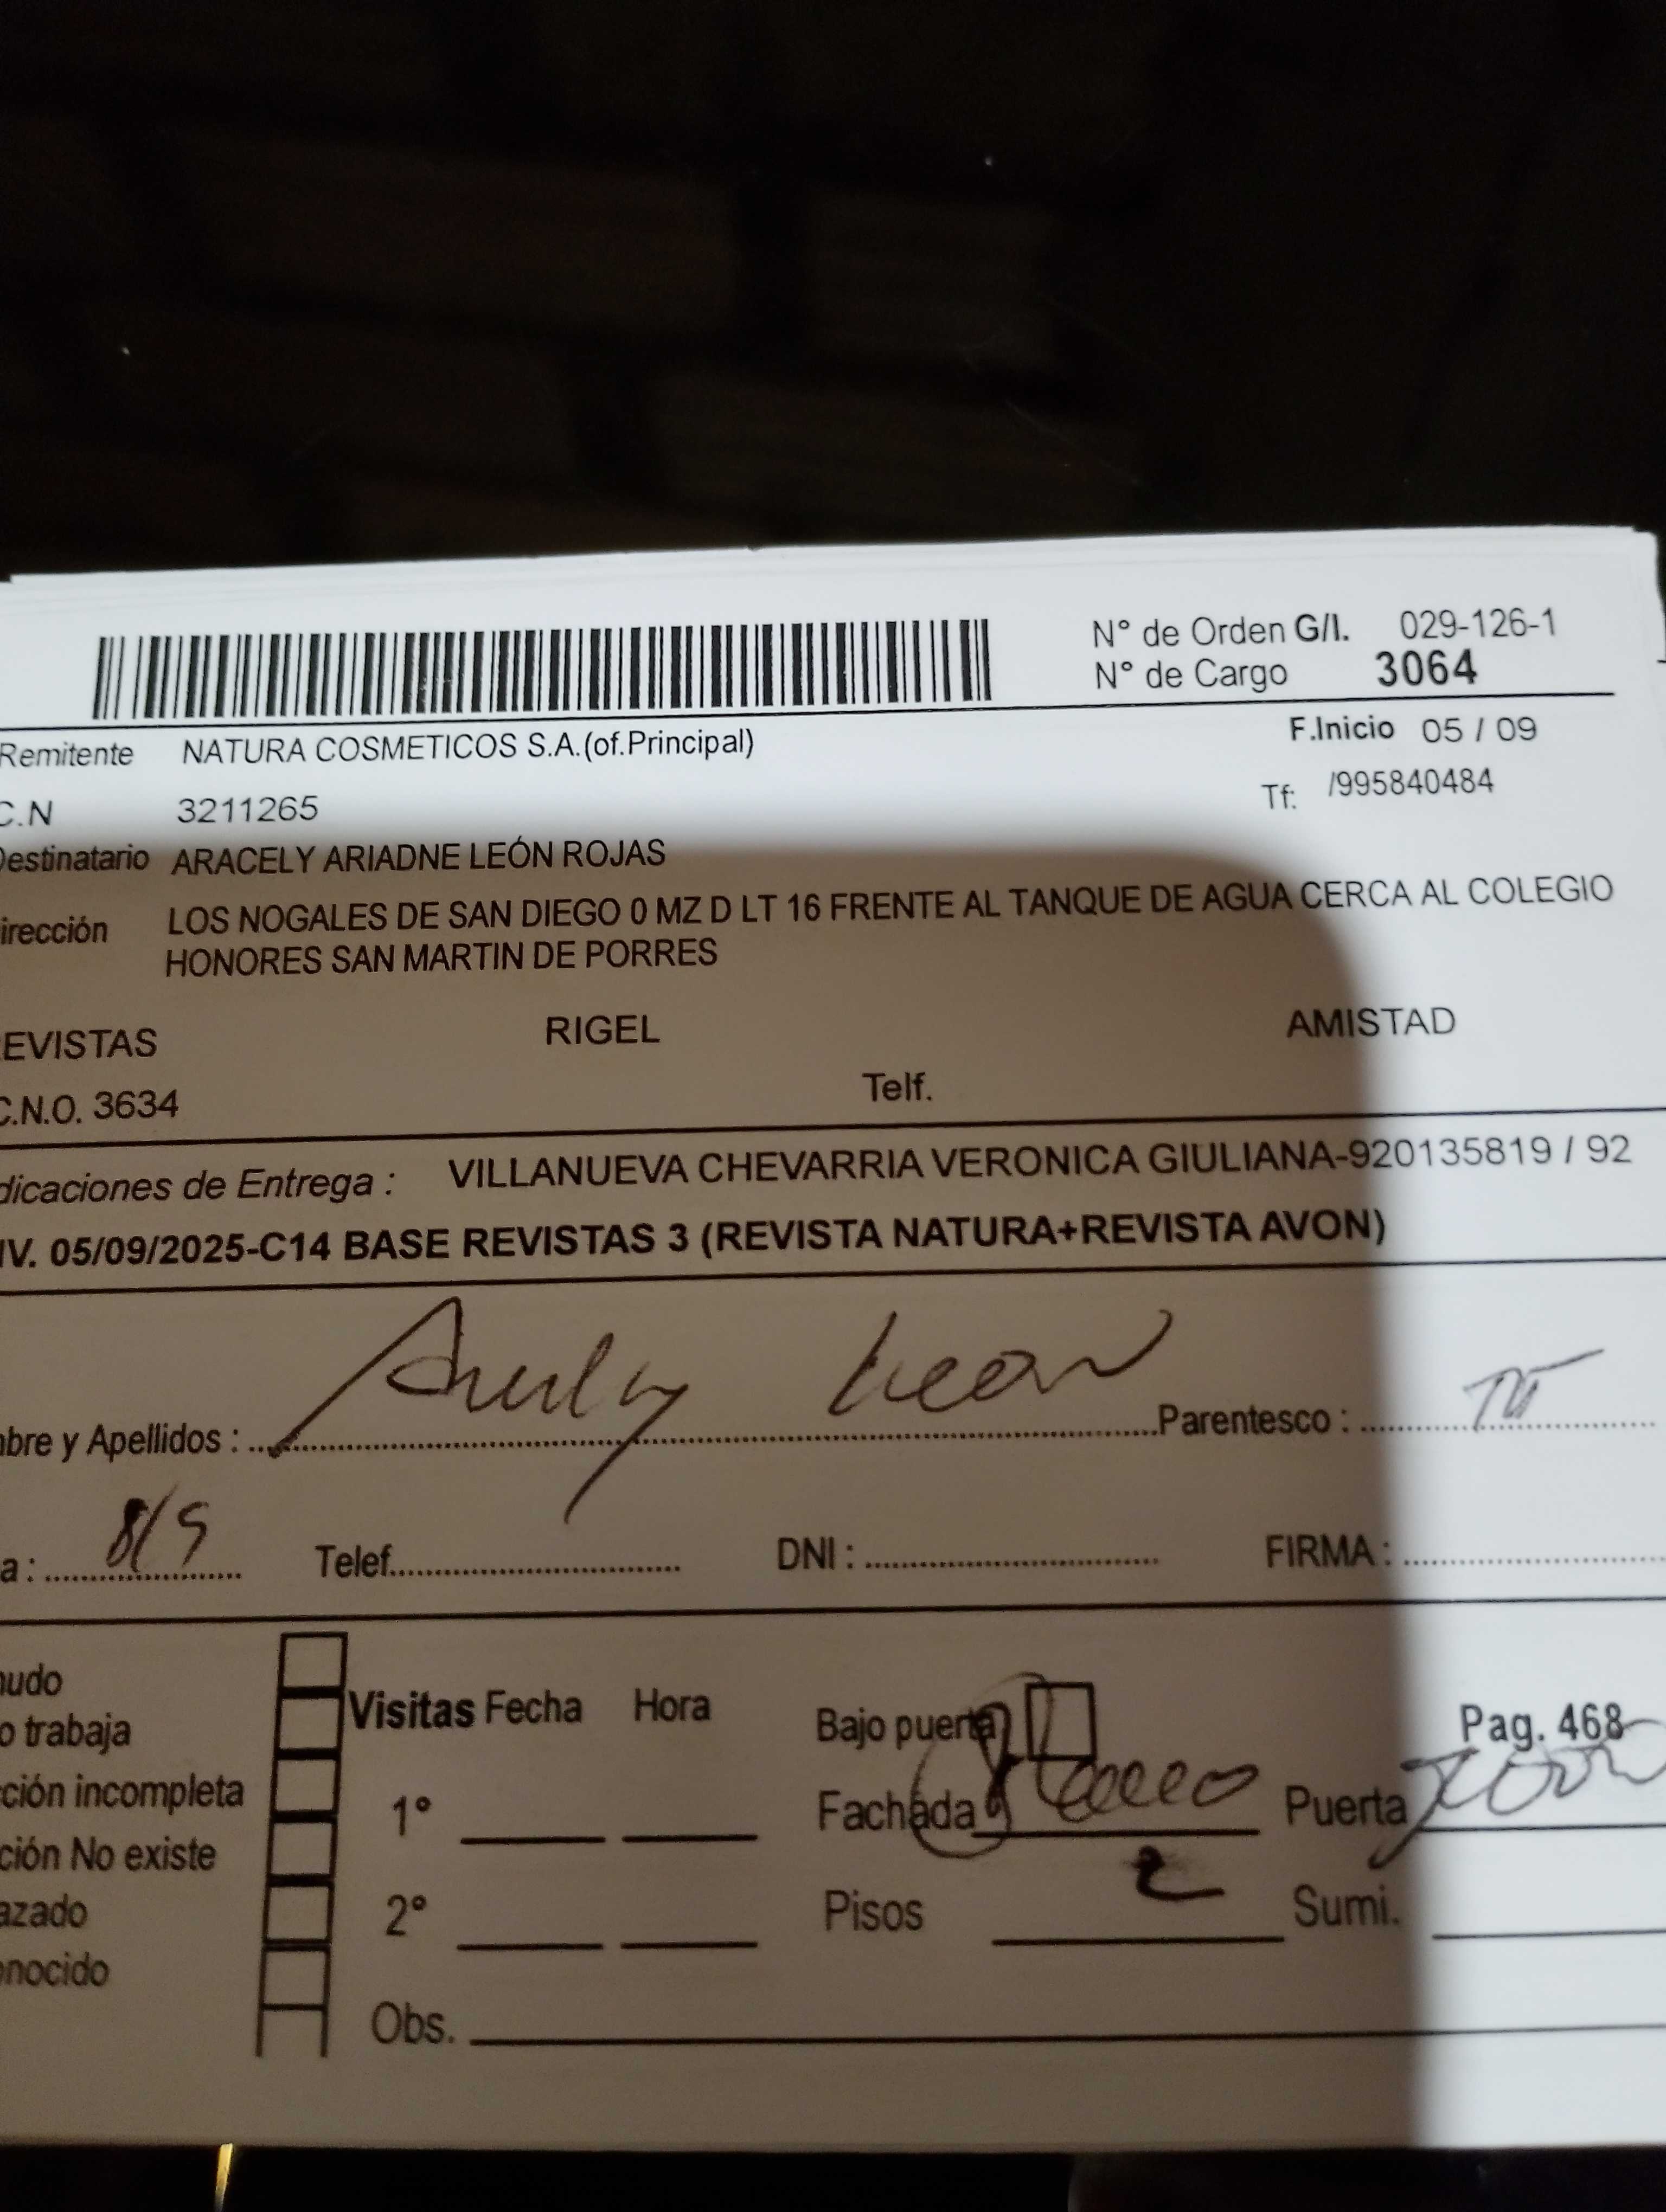 N° de Orden G/I. 029-126-1
N° de Cargo 3064
Remitente NATURA COSMETICOS S.A.(of.Principal)
F.Inicio 05 / 09
C.N 3211265
Tf: /995840484
Destinatario ARACELY ARIADNE LEÓN ROJAS
irección LOS NOGALES DE SAN DIEGO 0 MZ D LT 16 FRENTE AL TANQUE DE AGUA CERCA AL COLEGIO
HONORES SAN MARTIN DE PORRES
EVISTAS RIGEL AMISTAD
C.N.O. 3634 Telf.
dicaciones de Entrega : VILLANUEVA CHEVARRIA VERONICA GIULIANA-920135819 / 92
IV. 05/09/2025-C14 BASE REVISTAS 3 (REVISTA NATURA+REVISTA AVON)
bre y Apellidos : Aracely Leon Parentesco : TT
a : 8/9 Telef. DNI : FIRMA :
udo
o trabaja
Visitas Fecha Hora
Bajo puerta
Pag. 468
ción incompleta
1°
Fachada
Puerta
ción No existe
azado
2°
Pisos 2
Sumi.
nocido
Obs.